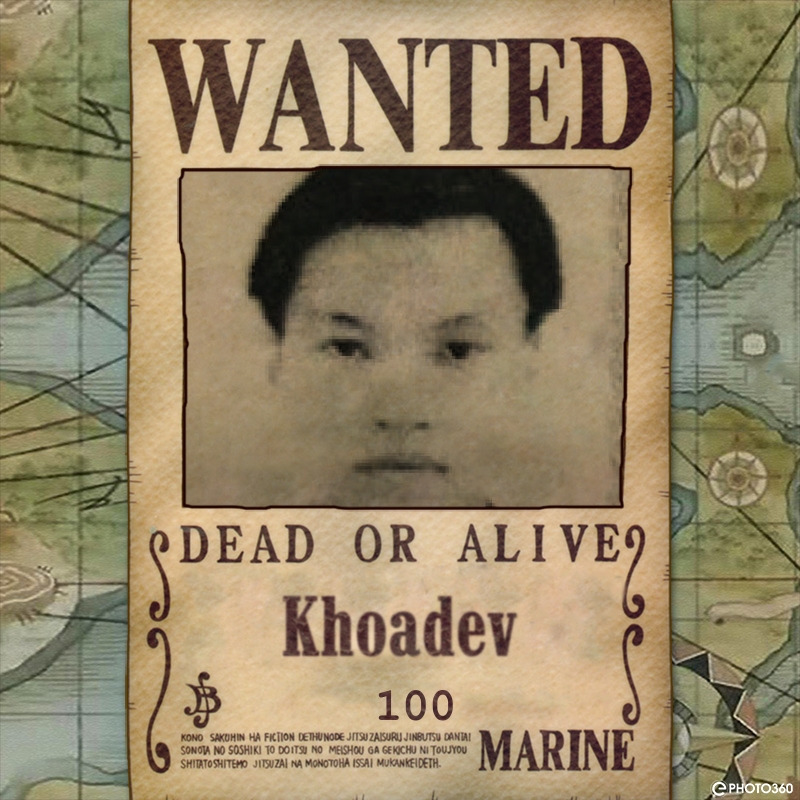 WANTED
DEAD OR ALIVE
Khoadev
100
KONO SAKUHIN HA FICTION DETHUNODE JITSUZAISURU JINBUTSU DANTAI
SONOTA NO SOSHIKI TO DOITSU NO MEISHOU GA GEKICHU NI TOUJYOU
SHITATOSHITEMO JITSUZAI NA MONOTOHA ISSAI MUKANKEIDETH.
MARINE
ePHOTO360